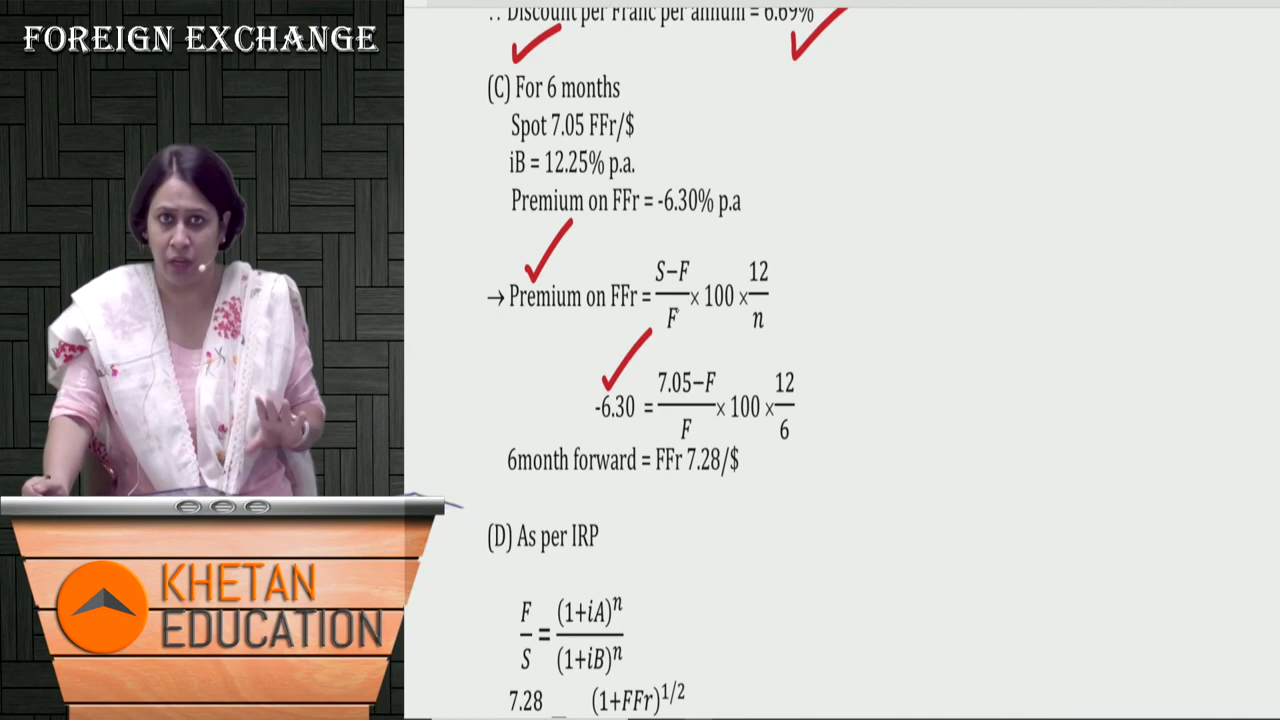 FOREIGN EXCHANGE
∴ Discount per Franc per annum = 6.69%
(C) For 6 months
Spot 7.05 FFr/$
iB = 12.25% p.a.
Premium on FFr = -6.30% p.a
→ Premium on FFr = S−F/F × 100 × 12/n
-6.30 = 7.05−F/F × 100 × 12/6
6month forward = FFr 7.28/$
(D) As per IRP
F/S = (1+iA)^n/(1+iB)^n
7.28 (1+FFr)^1/2
KHETAN
EDUCATION